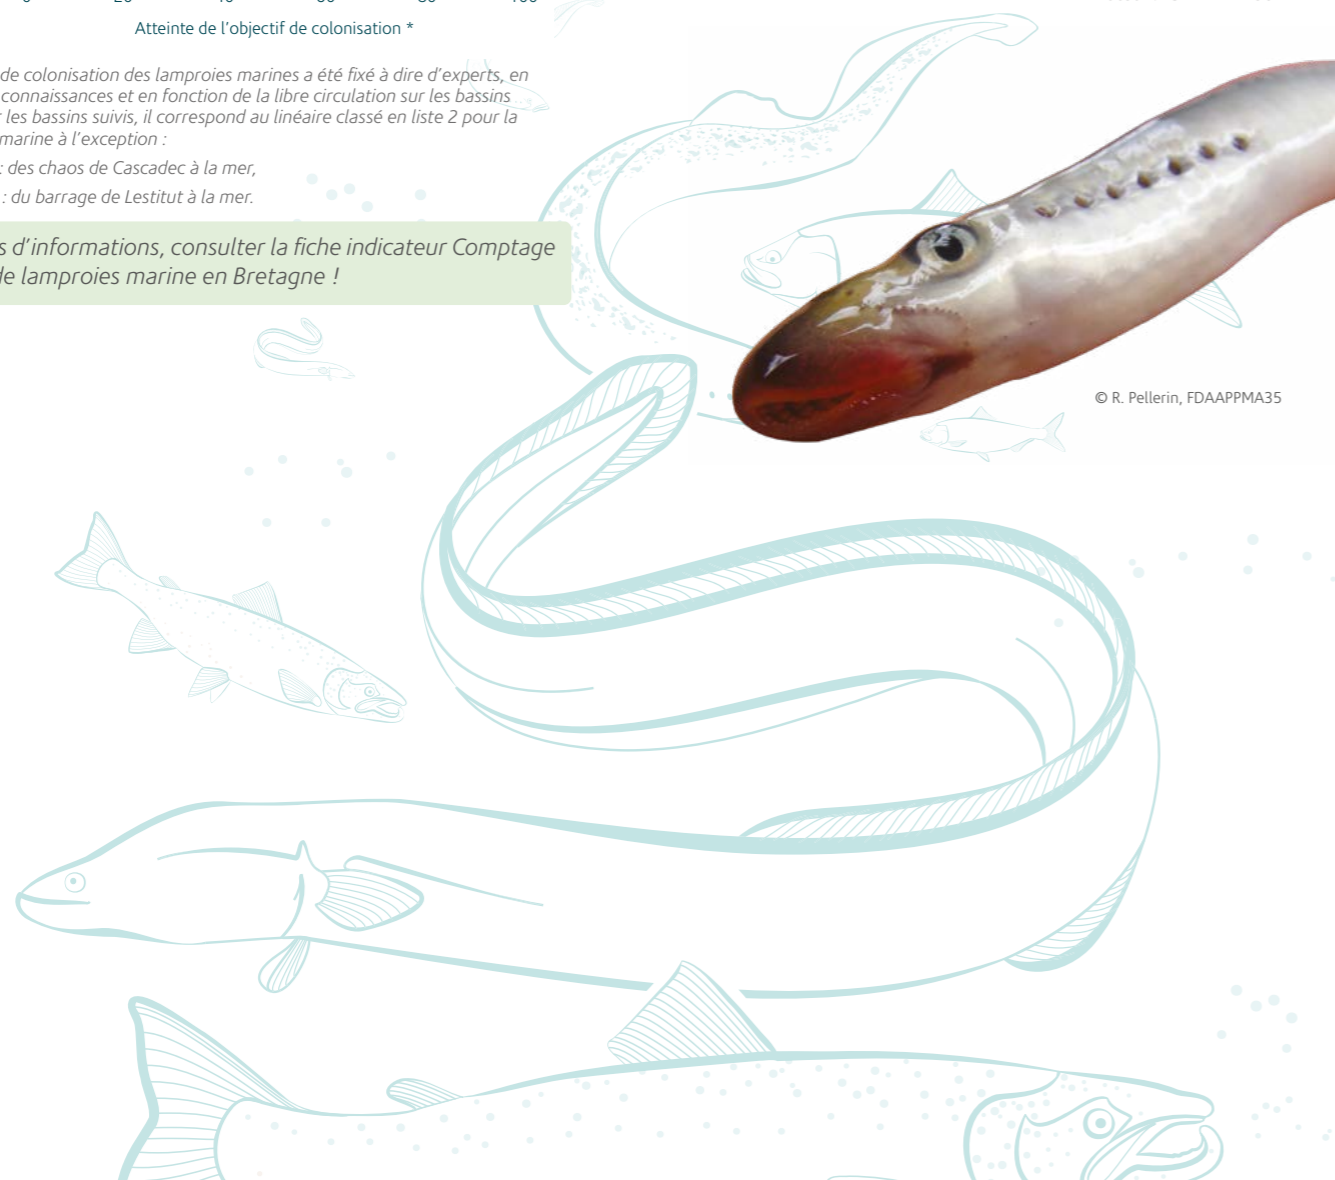 Atteinte de l'objectif de colonisation *
de colonisation des lamproies marines a été fixé à dire d'experts, en
connaissances et en fonction de la libre circulation sur les bassins
les bassins suivis, il correspond au linéaire classé en liste 2 pour la
marine à l'exception :
: des chaos de Cascadec à la mer,
: du barrage de Lestitut à la mer.
s d'informations, consulter la fiche indicateur Comptage
de lamproies marine en Bretagne !
© R. Pellerin, FDAAPPMA35